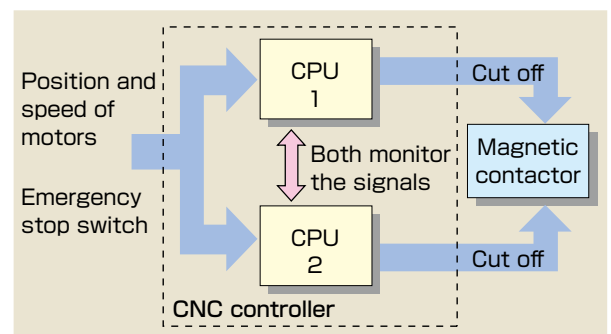 Position and
speed of
motors
Emergency
stop switch
CPU
1
Both monitor
the signals
CPU
2
CNC controller
Cut off
Magnetic
contactor
Cut off